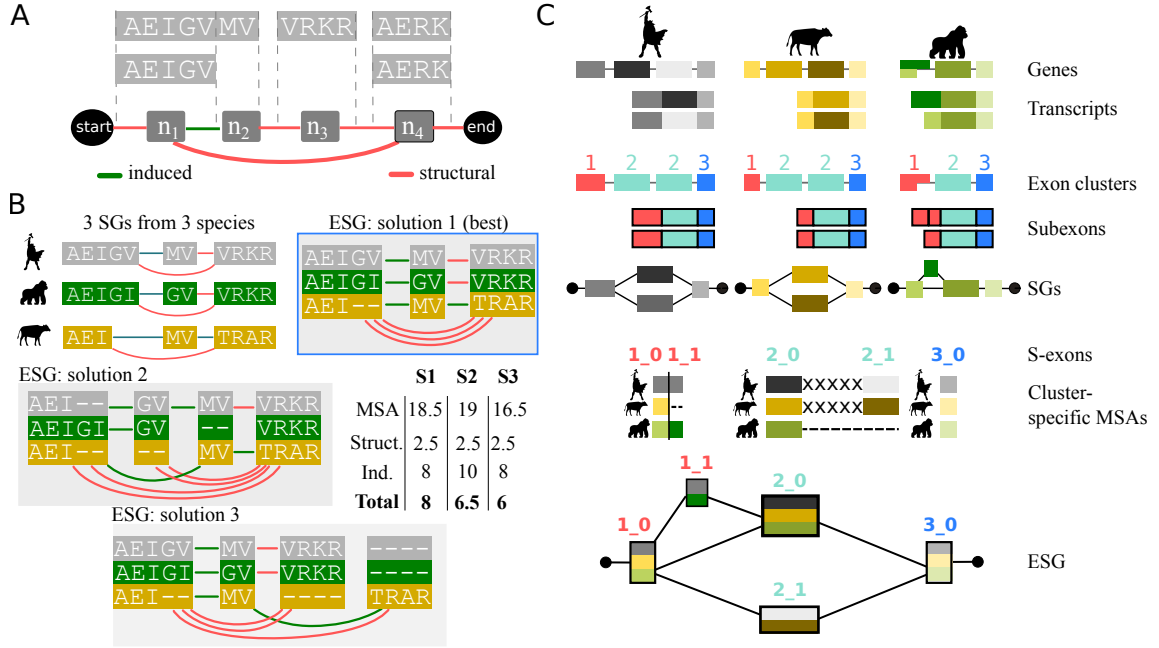 A
AEIGV MV VRKR AERK
AEIGV AERK
start n1 n2 n3 n4 end
induced structural
B
3 SGs from 3 species
AEIGV MV VRKR
AEIGI GV VRKR
AEI MV TRAR
ESG: solution 1 (best)
AEIGV MV VRKR
AEIGI GV VRKR
AEI-- MV TRAR
ESG: solution 2
AEI-- GV MV VRKR
AEIGI GV -- VRKR
AEI-- -- MV TRAR
S1 S2 S3
MSA 18.5 19 16.5
Struct. 2.5 2.5 2.5
Ind. 8 10 8
Total 8 6.5 6
ESG: solution 3
AEIGV MV VRKR ----
AEIGI GV VRKR ----
AEI-- MV ---- TRAR
C
Genes
Transcripts
1 2 2 3 1 2 2 3 1 2 3
Exon clusters
Subexons
SGs
S-exons
1_0 1_1 2_0 2_1 3_0
XXXXX
-- XXXXX
Cluster-
specific MSAs
1_1
2_0
1_0 3_0
ESG
2_1